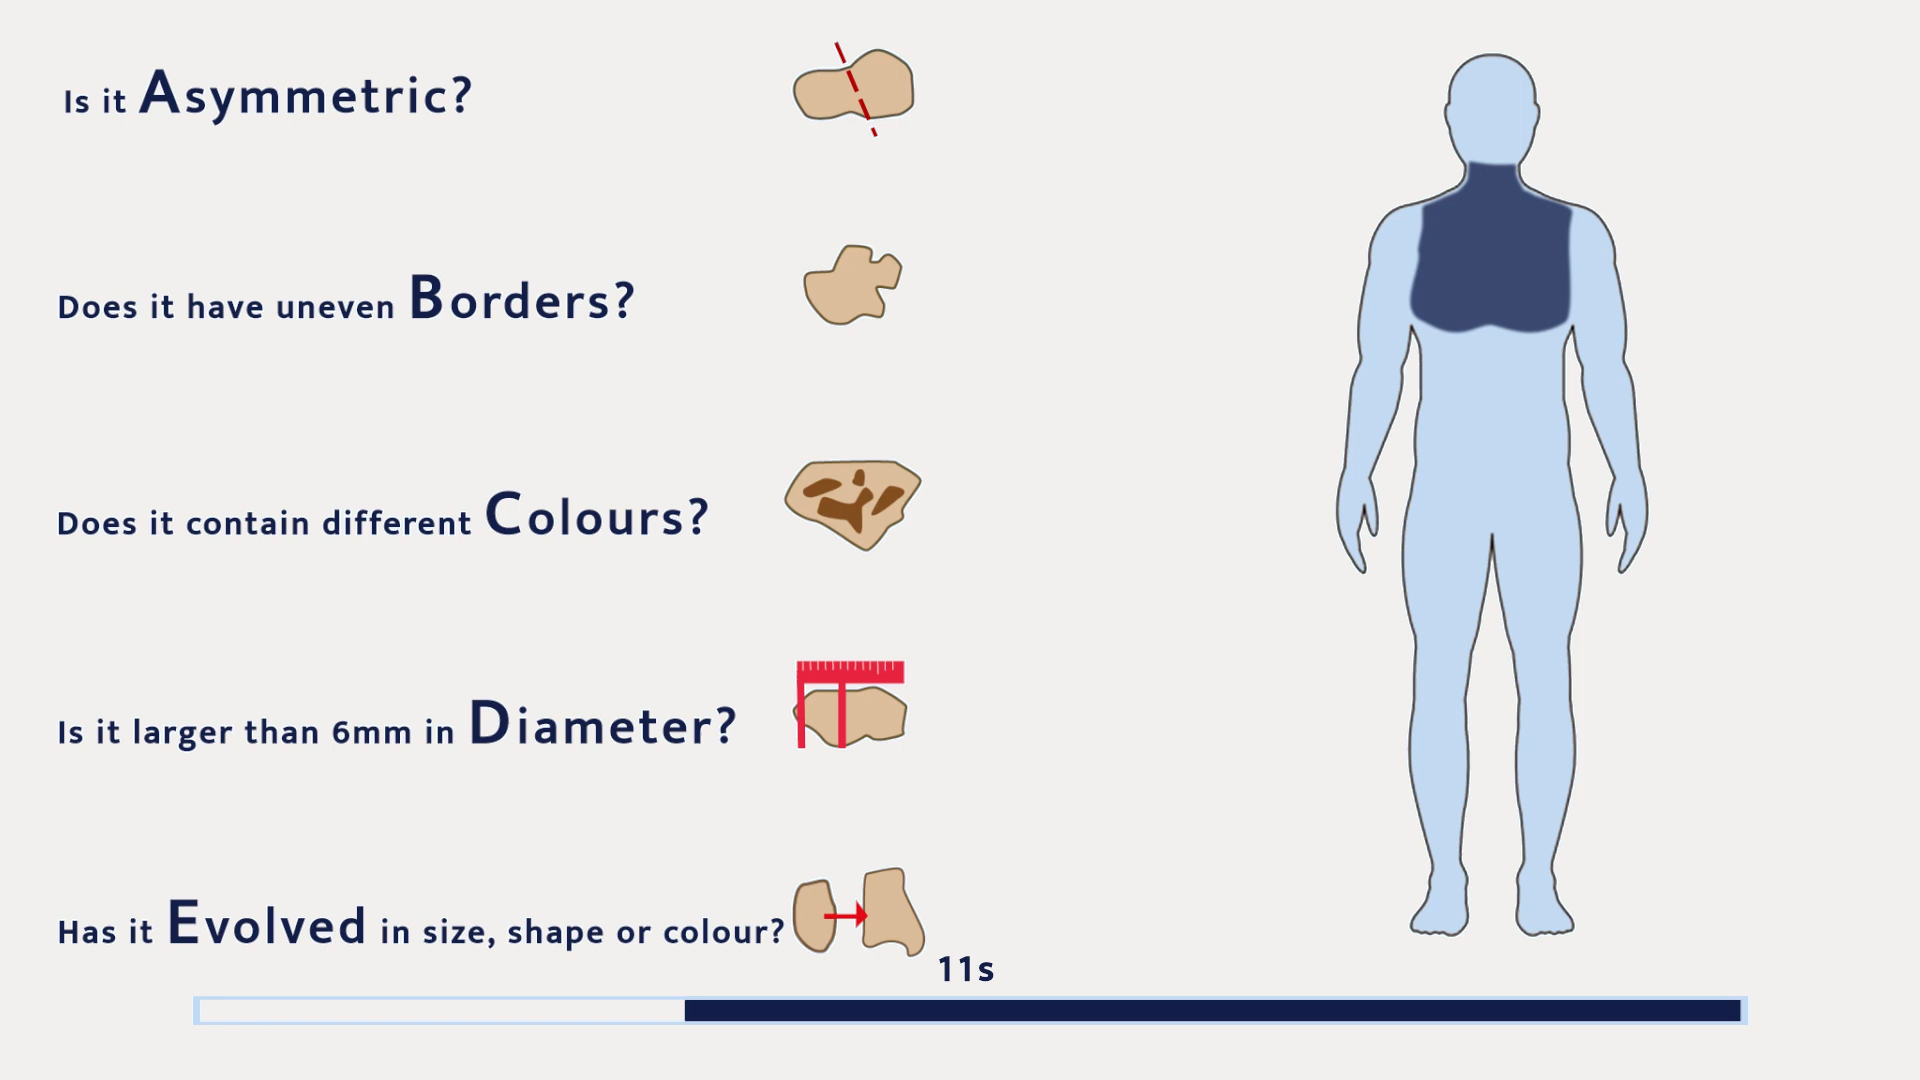 Is it Asymmetric?
Does it have uneven Borders?
Does it contain different Colours?
Is it larger than 6mm in Diameter?
Has it Evolved in size, shape or colour?
11s